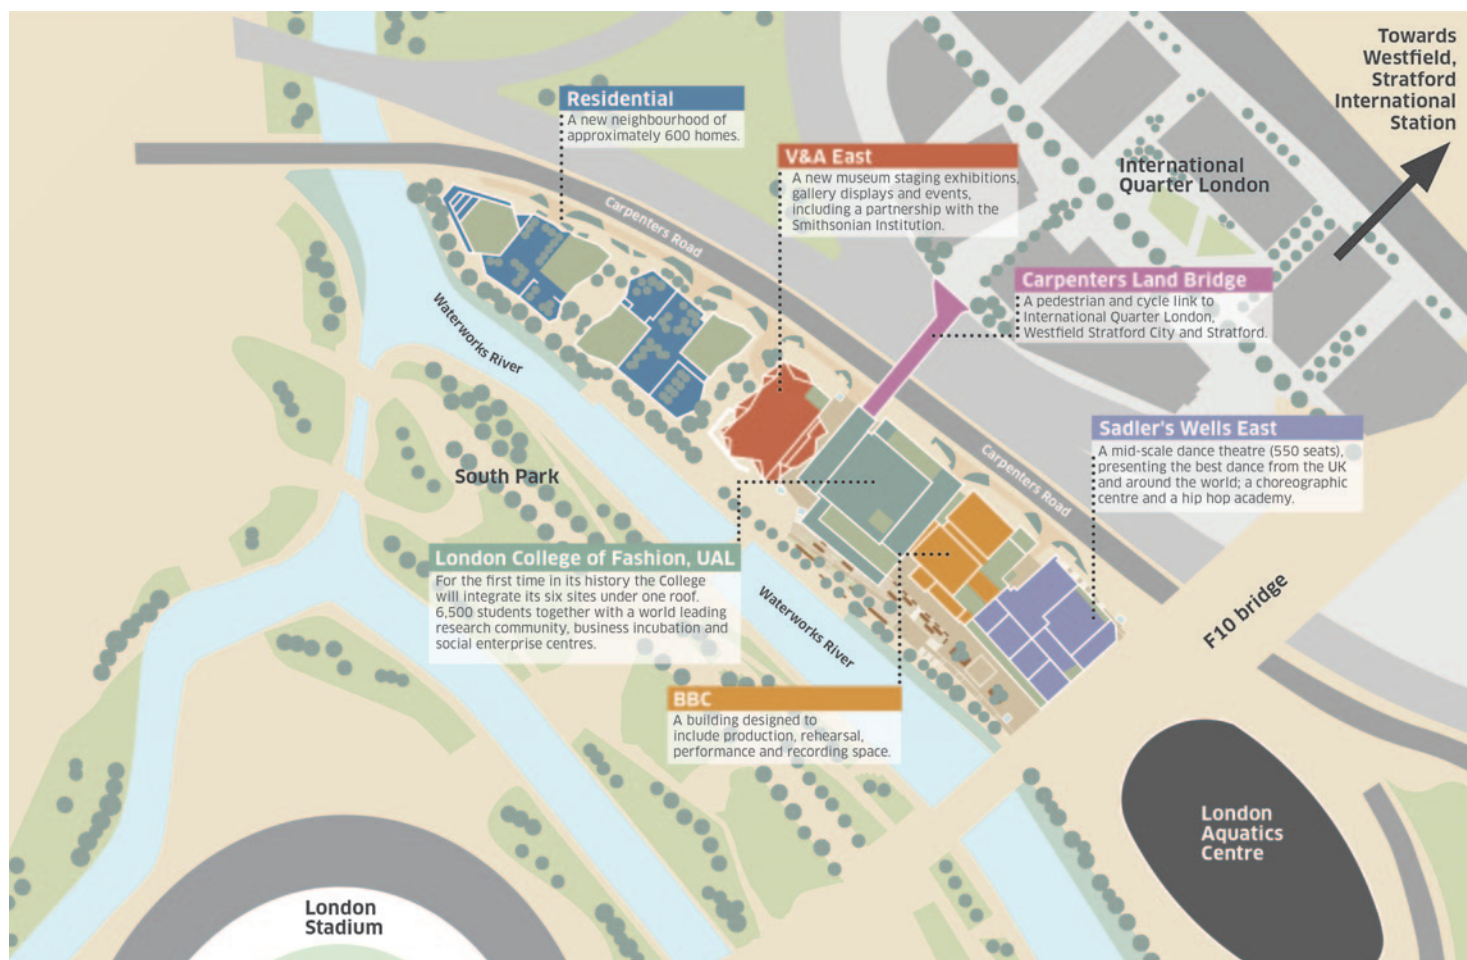 Towards
Westfield,
Stratford
International
Station
Residential
A new neighbourhood of
approximately 600 homes.
V&A East
A new museum staging exhibitions,
gallery displays and events,
including a partnership with the
Smithsonian Institution.
International
Quarter London
Carpenters Road
Carpenters Land Bridge
A pedestrian and cycle link to
International Quarter London,
Westfield Stratford City and Stratford.
Waterworks River
Sadler's Wells East
A mid-scale dance theatre (550 seats),
presenting the best dance from the UK
and around the world; a choreographic
centre and a hip hop academy.
South Park
Carpenters Road
London College of Fashion, UAL
For the first time in its history the College
will integrate its six sites under one roof.
6,500 students together with a world leading
research community, business incubation and
social enterprise centres.
Waterworks River
F10 bridge
BBC
A building designed to
include production, rehearsal,
performance and recording space.
London
Aquatics
Centre
London
Stadium